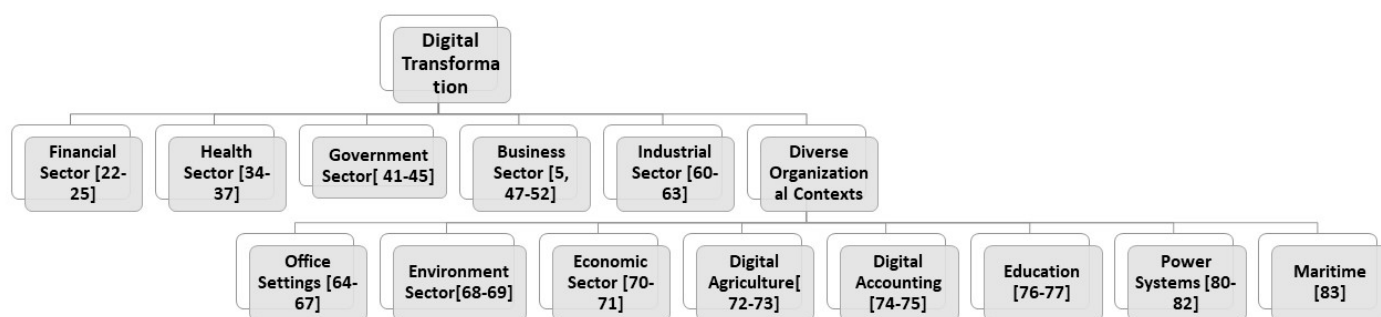 Digital
Transforma
tion
Financial
Sector [22-
25]
Health
Sector [34-
37]
Government
Sector[ 41-45]
Business
Sector [5,
47-52]
Industrial
Sector [60-
63]
Diverse
Organization
al Contexts
Office
Settings [64-
67]
Environment
Sector[68-69]
Economic
Sector [70-
71]
Digital
Agriculture[
72-73]
Digital
Accounting
[74-75]
Education
[76-77]
Power
Systems [80-
82]
Maritime
[83]